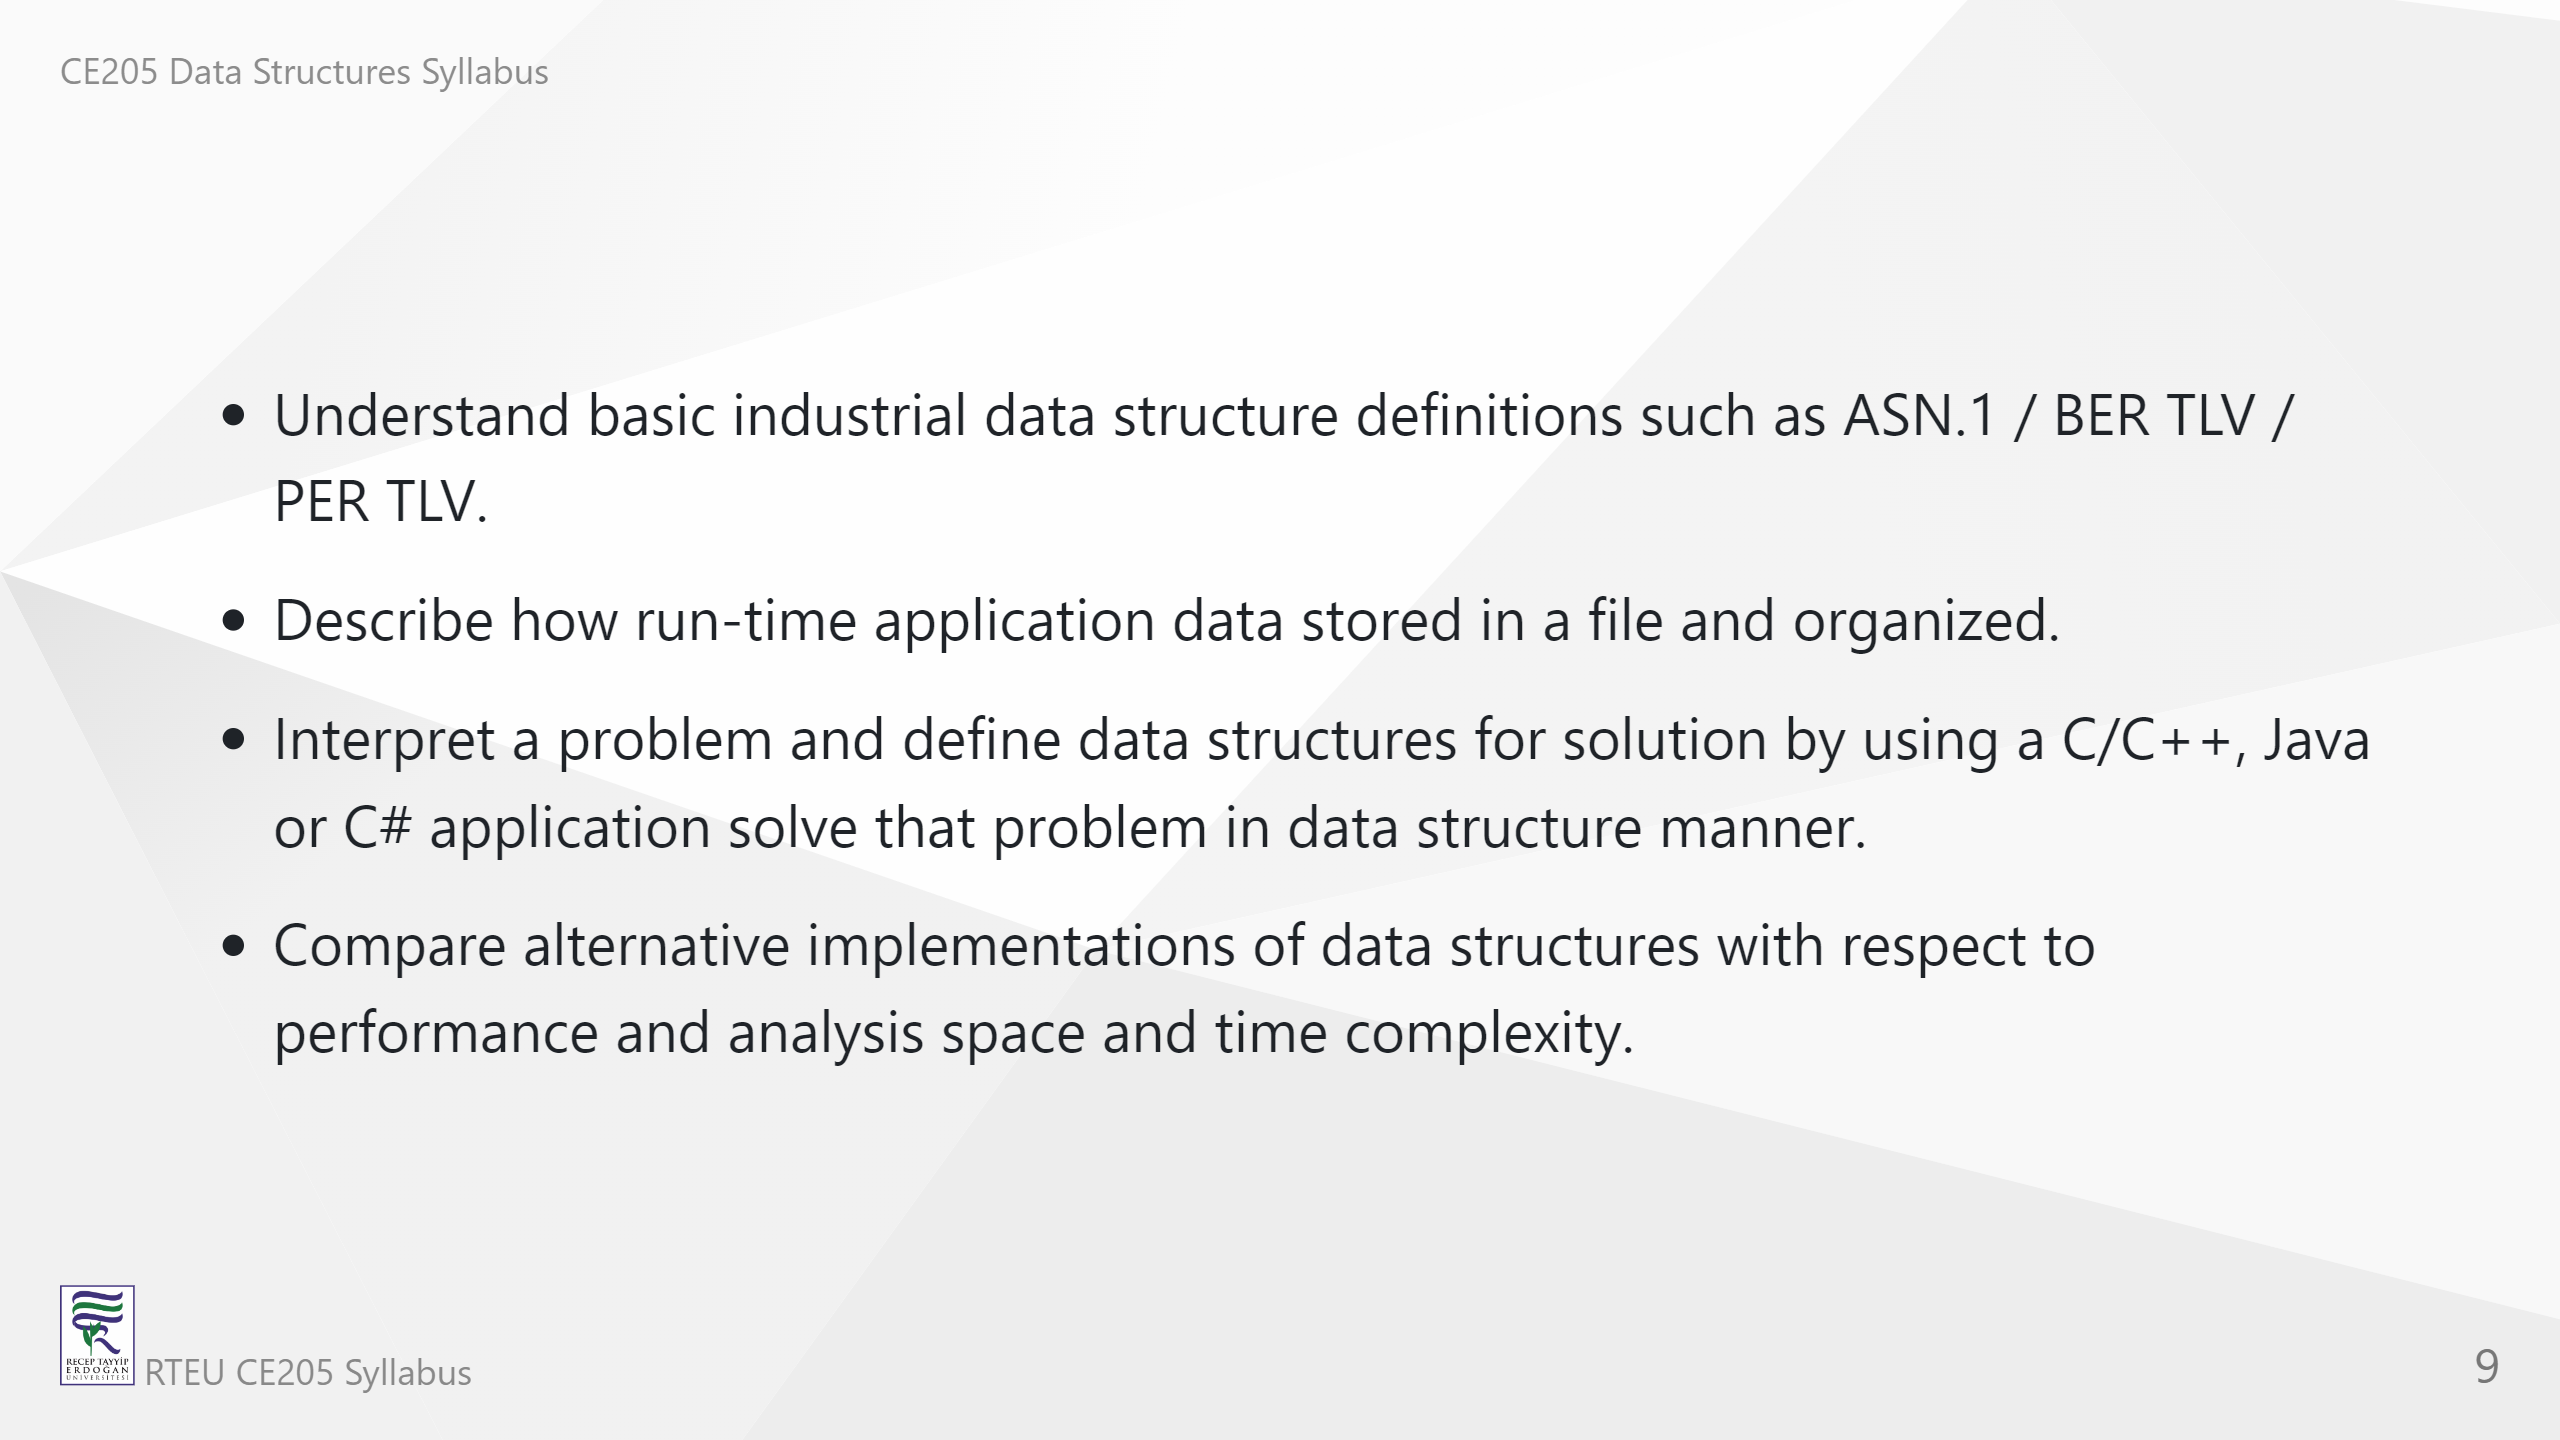 CE205 Data Structures Syllabus
• Understand basic industrial data structure definitions such as ASN.1 / BER TLV /
PER TLV.
• Describe how run-time application data stored in a file and organized.
• Interpret a problem and define data structures for solution by using a C/C++, Java
or C# application solve that problem in data structure manner.
• Compare alternative implementations of data structures with respect to
performance and analysis space and time complexity.
RECEP TAYYİP
ERDOĞAN
ÜNİVERSİTESİ
RTEU CE205 Syllabus
9